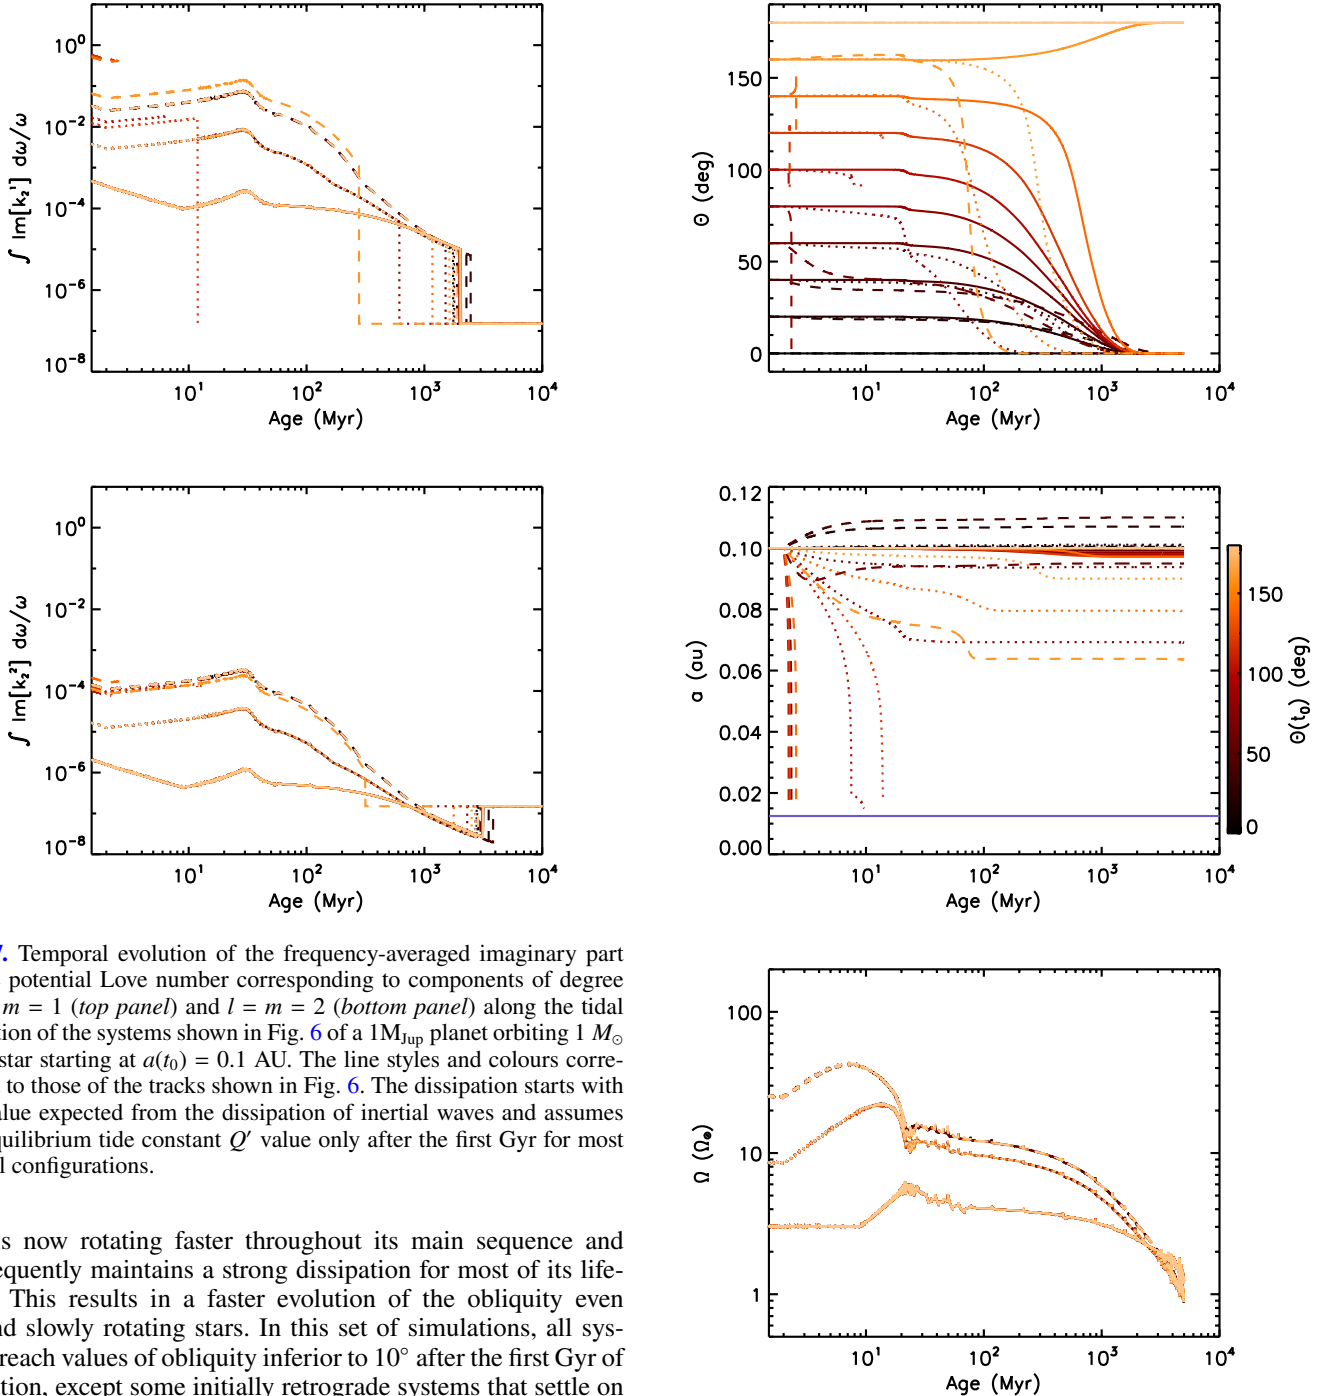 10⁰
10⁻²
10⁻⁴
10⁻⁶
10⁻⁸
∫ Im[k₂¹] dω/ω
10¹ 10² 10³ 10⁴
Age (Myr)
10⁰
10⁻²
10⁻⁴
10⁻⁶
10⁻⁸
∫ Im[k₂²] dω/ω
10¹ 10² 10³ 10⁴
Age (Myr)
7. Temporal evolution of the frequency-averaged imaginary part
potential Love number corresponding to components of degree
m = 1 (top panel) and l = m = 2 (bottom panel) along the tidal
tion of the systems shown in Fig. 6 of a 1M_Jup planet orbiting 1 M_⊙
star starting at a(t₀) = 0.1 AU. The line styles and colours corre-
to those of the tracks shown in Fig. 6. The dissipation starts with
alue expected from the dissipation of inertial waves and assumes
quilibrium tide constant Q′ value only after the first Gyr for most
l configurations.
s now rotating faster throughout its main sequence and
equently maintains a strong dissipation for most of its life-
This results in a faster evolution of the obliquity even
nd slowly rotating stars. In this set of simulations, all sys-
reach values of obliquity inferior to 10° after the first Gyr of
tion, except some initially retrograde systems that settle on
150
100
50
0
Θ (deg)
10¹ 10² 10³ 10⁴
Age (Myr)
0.12
0.10
0.08
0.06
0.04
0.02
0.00
a (au)
10¹ 10² 10³ 10⁴
Age (Myr)
150
100
50
0
Θ(t₀) (deg)
100
10
1
Ω (Ω_⊙)
10¹ 10² 10³ 10⁴
Age (Myr)